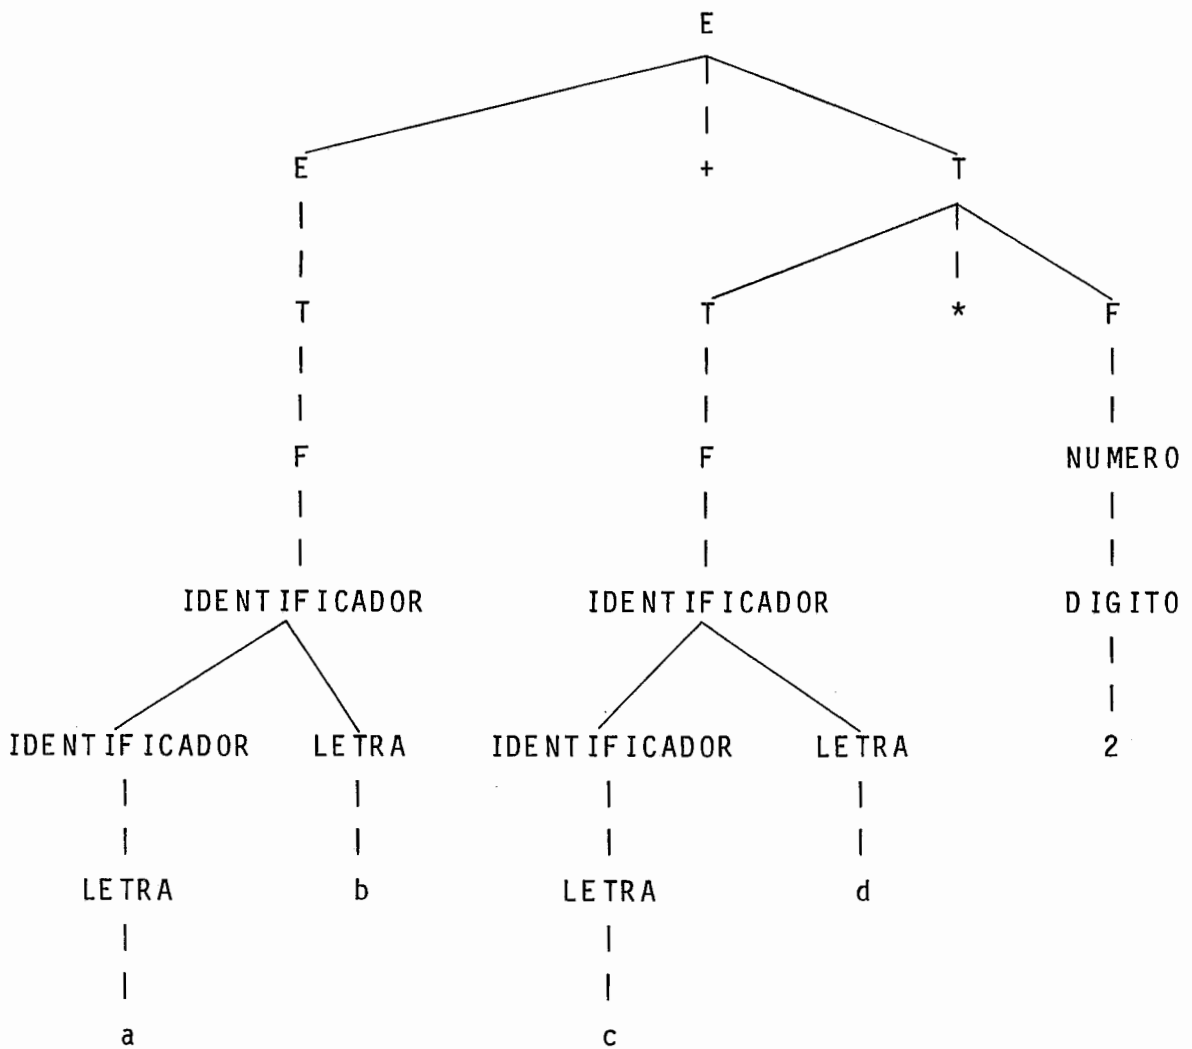 E
E + T
T T * F
F F NUMERO
IDENTIFICADOR IDENTIFICADOR DIGITO
IDENTIFICADOR LETRA IDENTIFICADOR LETRA 2
LETRA b LETRA d
a c